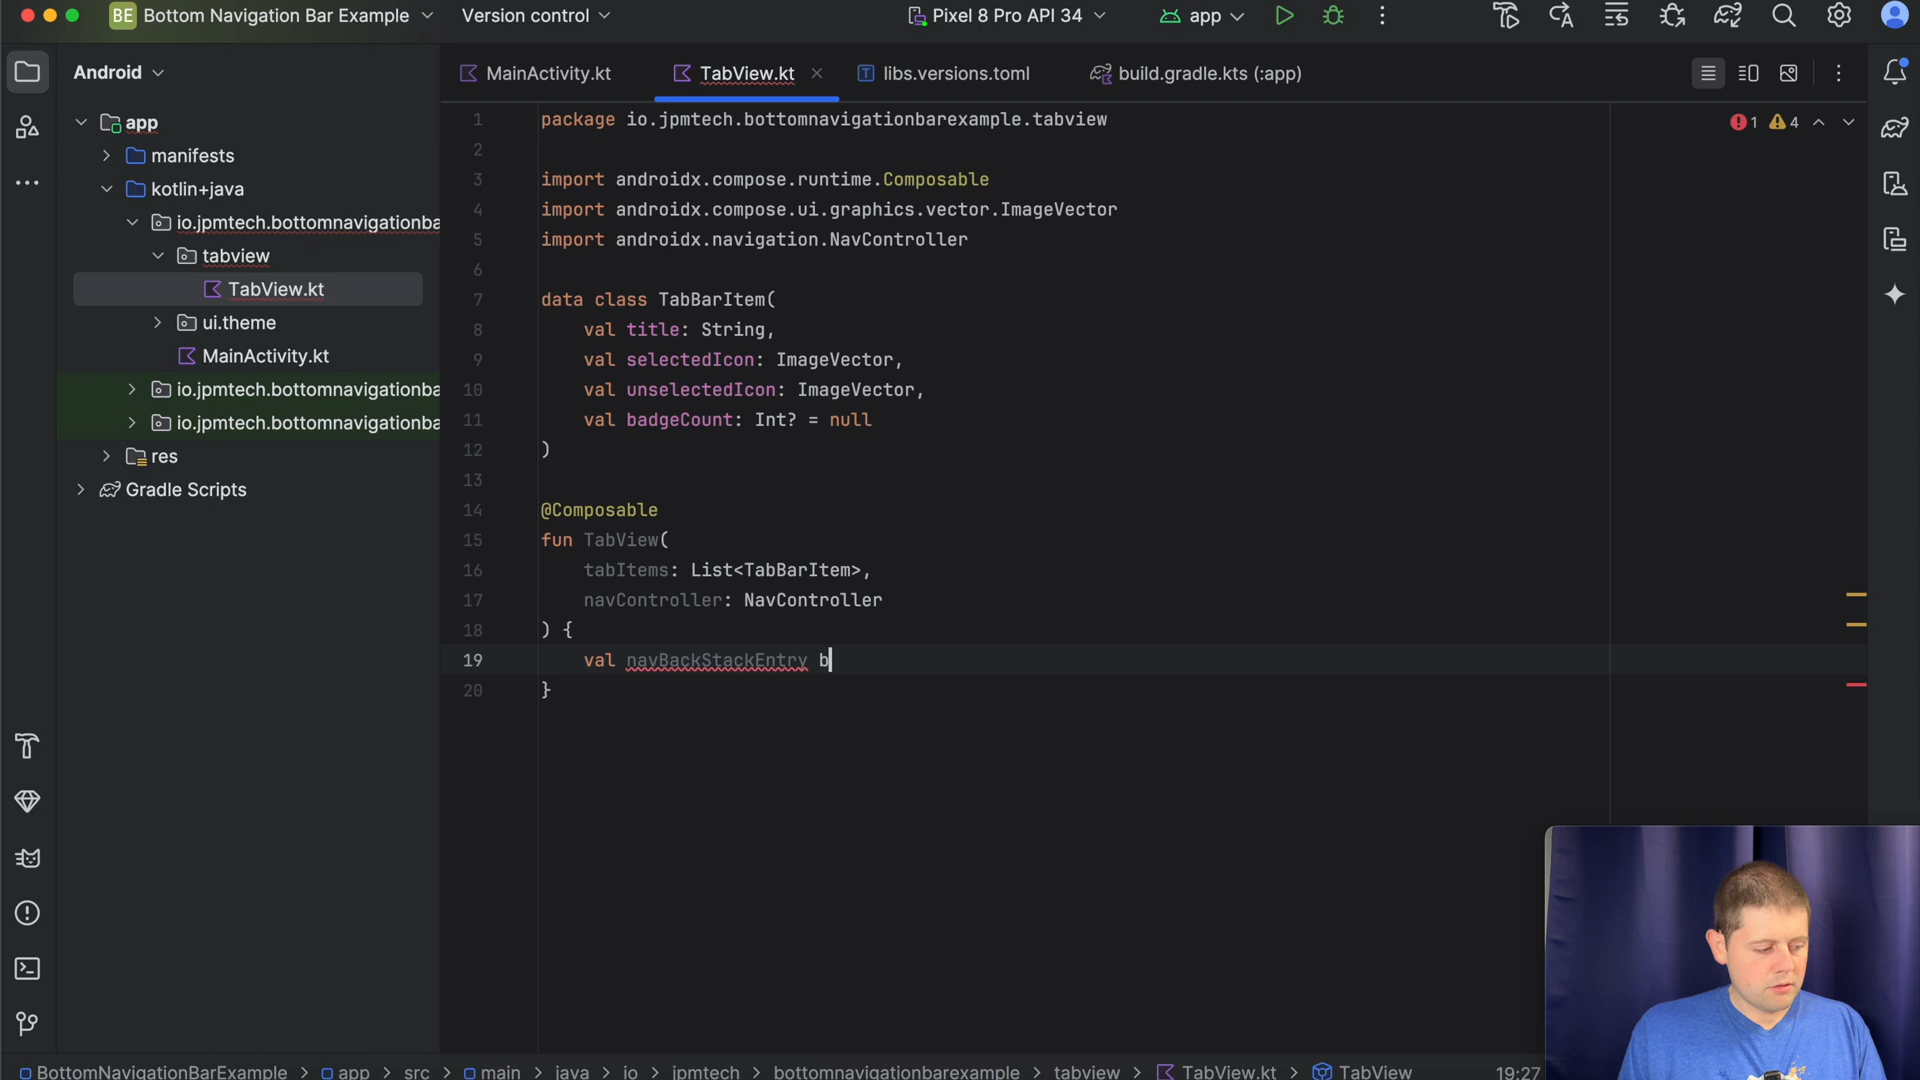 BE Bottom Navigation Bar Example Version control Pixel 8 Pro API 34 app
Android
MainActivity.kt TabView.kt libs.versions.toml build.gradle.kts (:app)
app
manifests
kotlin+java
io.jpmtech.bottomnavigationba
tabview
TabView.kt
ui.theme
MainActivity.kt
io.jpmtech.bottomnavigationba
io.jpmtech.bottomnavigationba
res
Gradle Scripts
1 package io.jpmtech.bottomnavigationbarexample.tabview
1 4
2
3 import androidx.compose.runtime.Composable
4 import androidx.compose.ui.graphics.vector.ImageVector
5 import androidx.navigation.NavController
6
7 data class TabBarItem(
8 val title: String,
9 val selectedIcon: ImageVector,
10 val unselectedIcon: ImageVector,
11 val badgeCount: Int? = null
12 )
13
14 @Composable
15 fun TabView(
16 tabItems: List<TabBarItem>,
17 navController: NavController
18 ) {
19 val navBackStackEntry b
20 }
BottomNavigationBarExample > app > src > main > java > io > jpmtech > bottomnavigationbarexample > tabview > TabView.kt > TabView 19:27